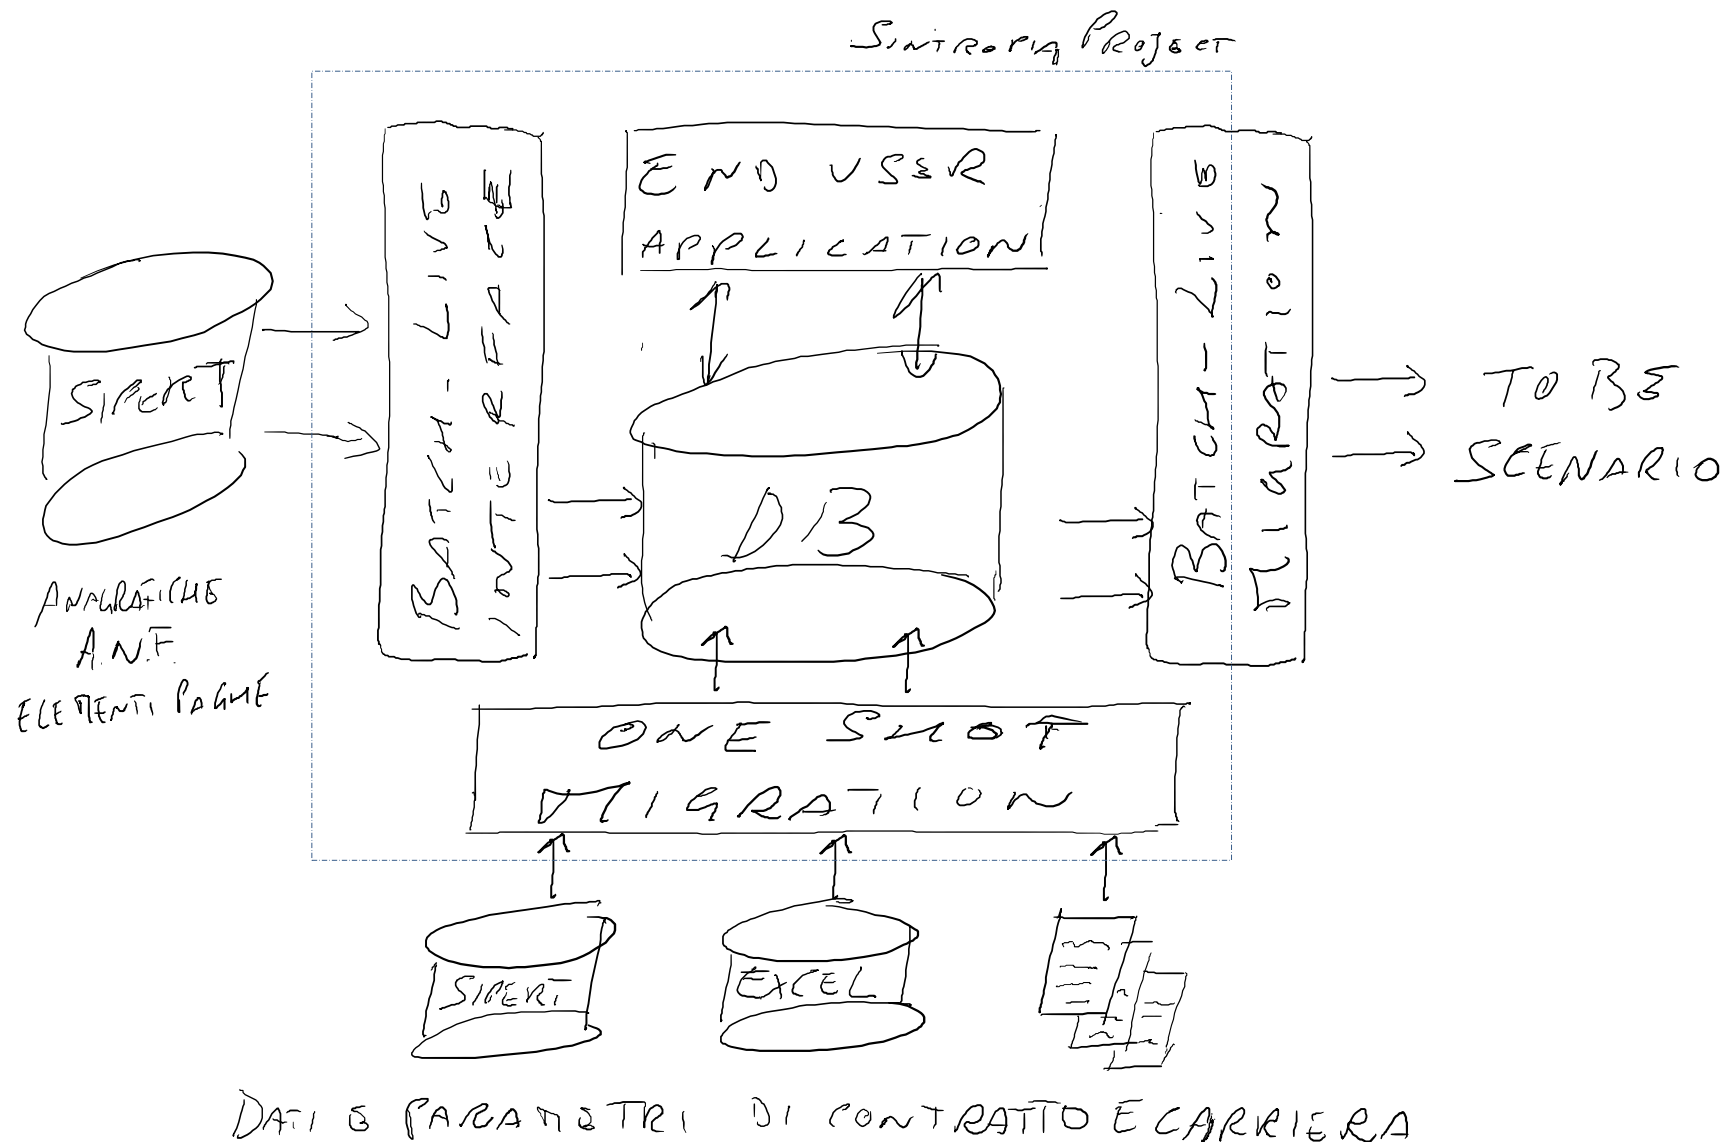 SINTROPIA PROJECT
END USER
APPLICATION
BATCH-LIVE
INTERFACE
BATCH-LIVE
MIGRATION
SIPERT
TO BE
SCENARIO
DB
ANAGRAFICHE
A.N.F.
ELEMENTI PAGHE
ONE SHOT
MIGRATION
SIPERT
EXCEL
DATI E PARAMETRI DI CONTRATTO E CARRIERA